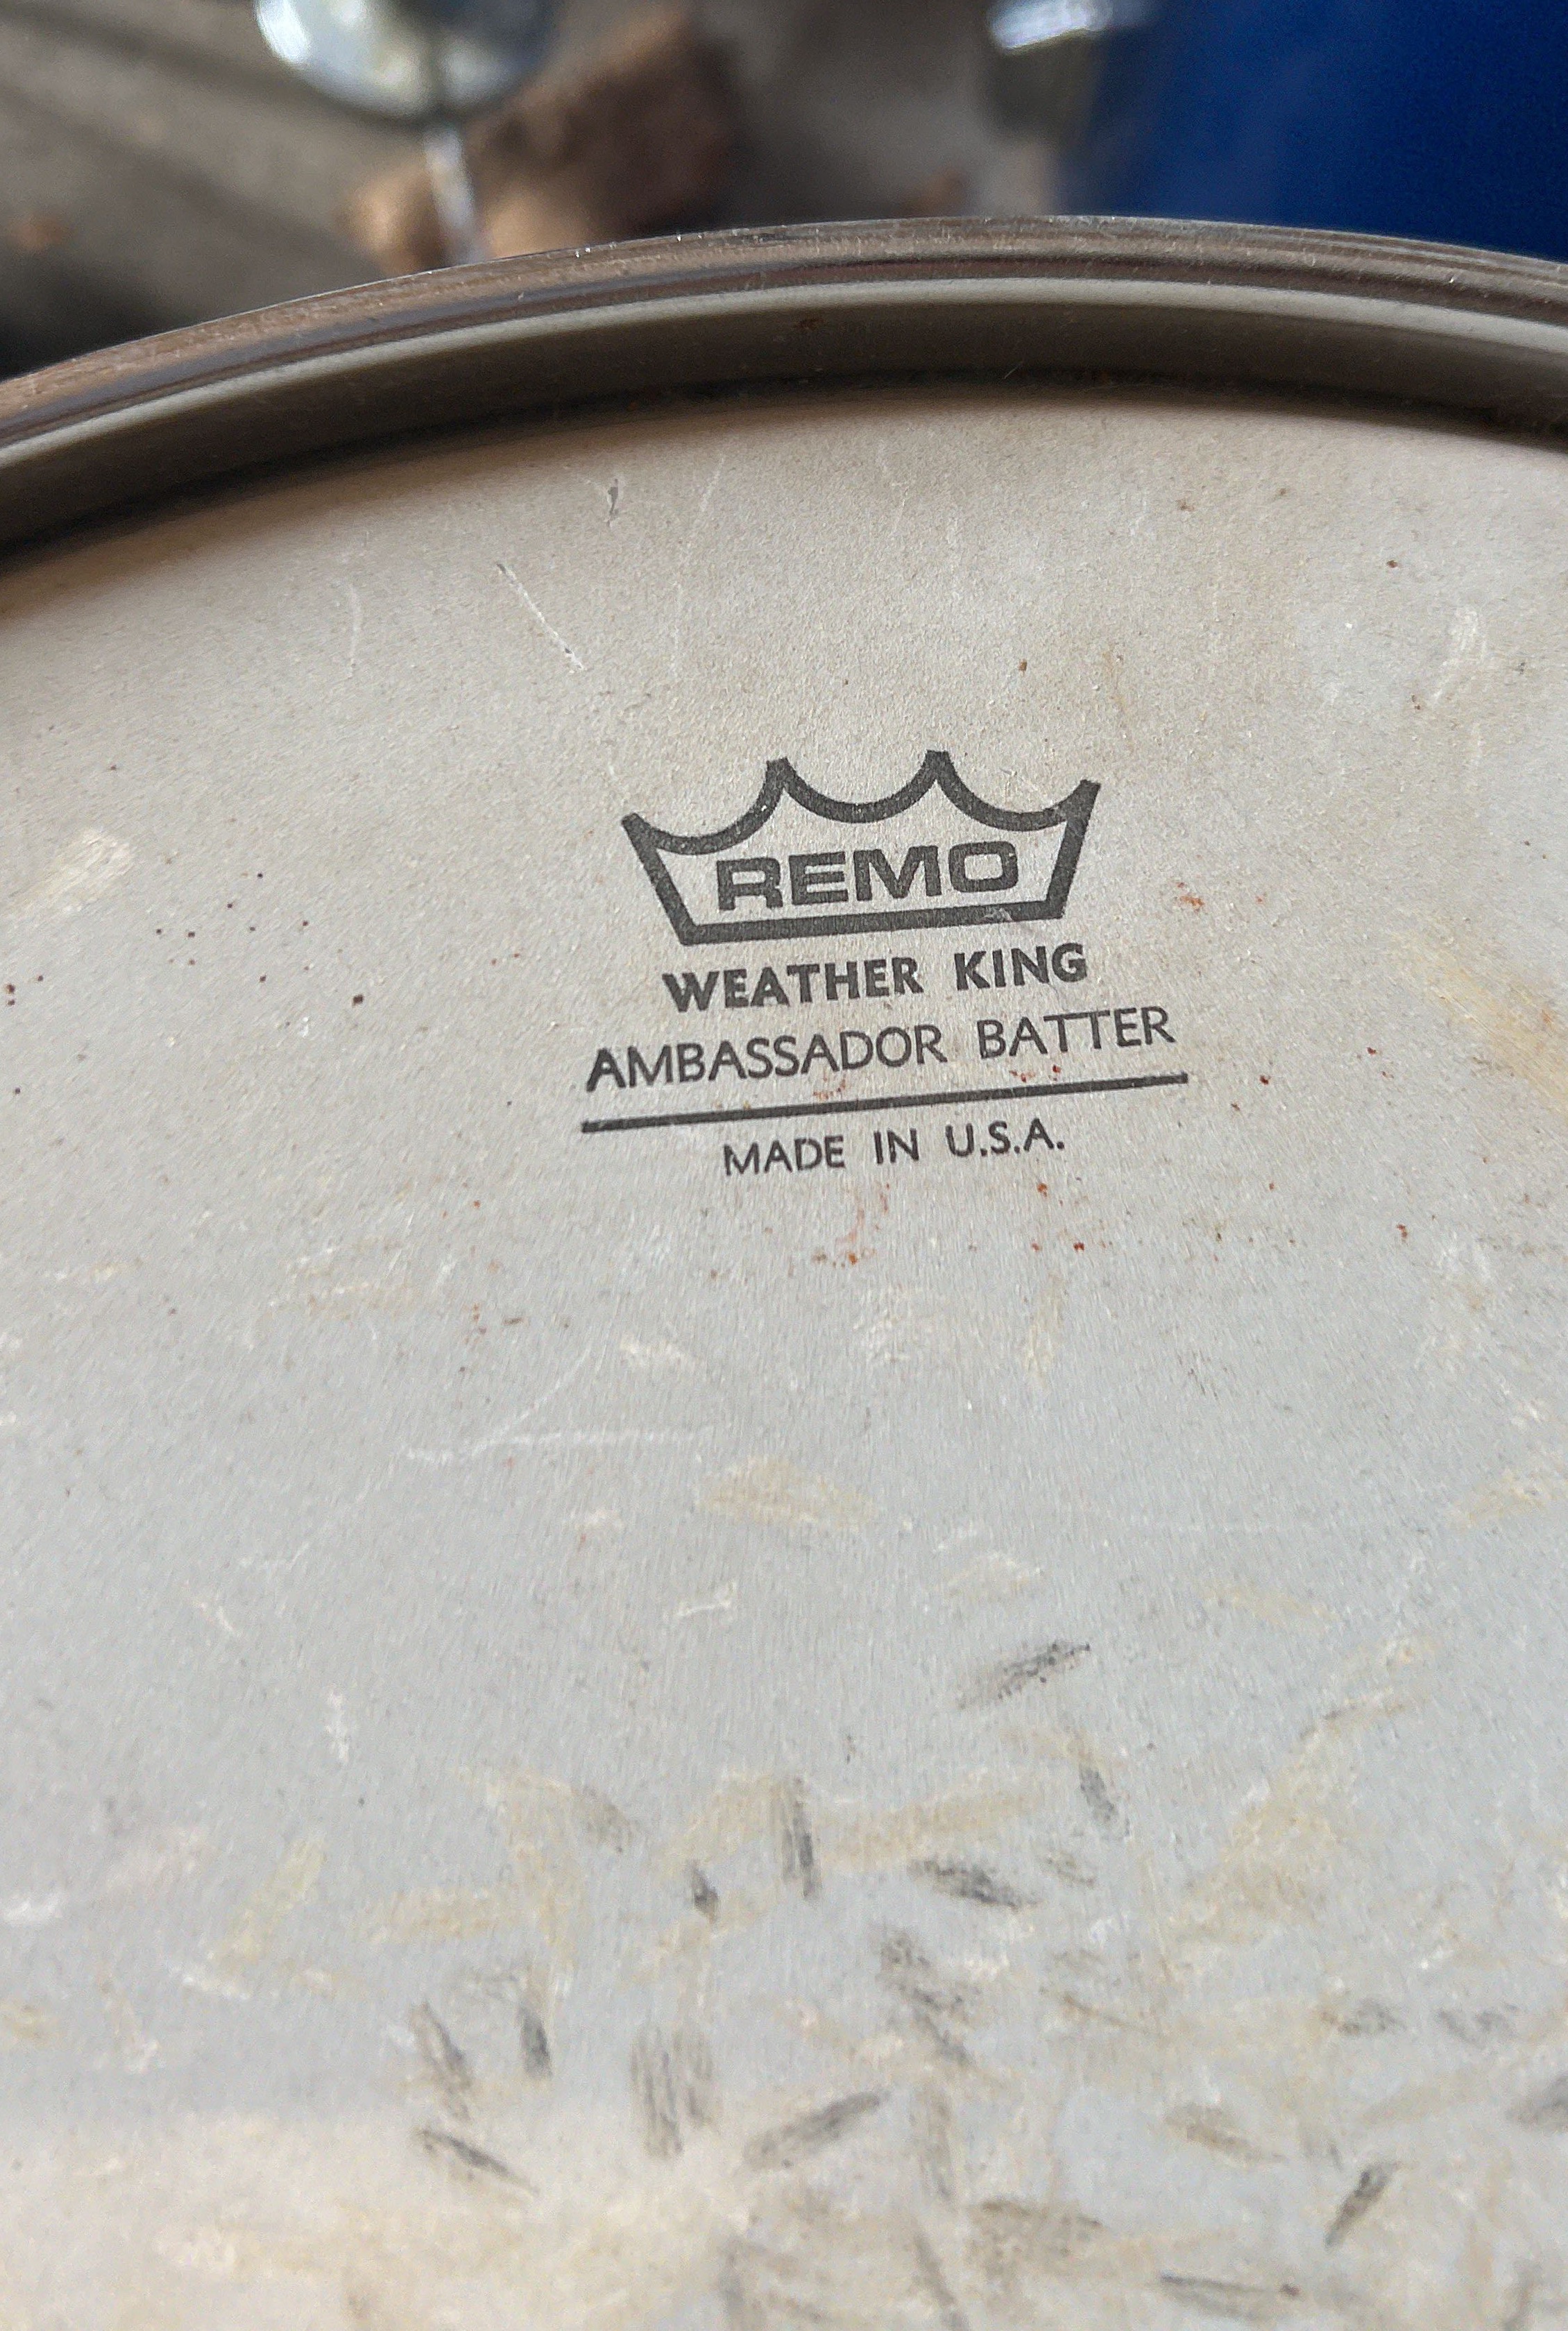 REMO
WEATHER KING
AMBASSADOR BATTER
MADE IN U.S.A.